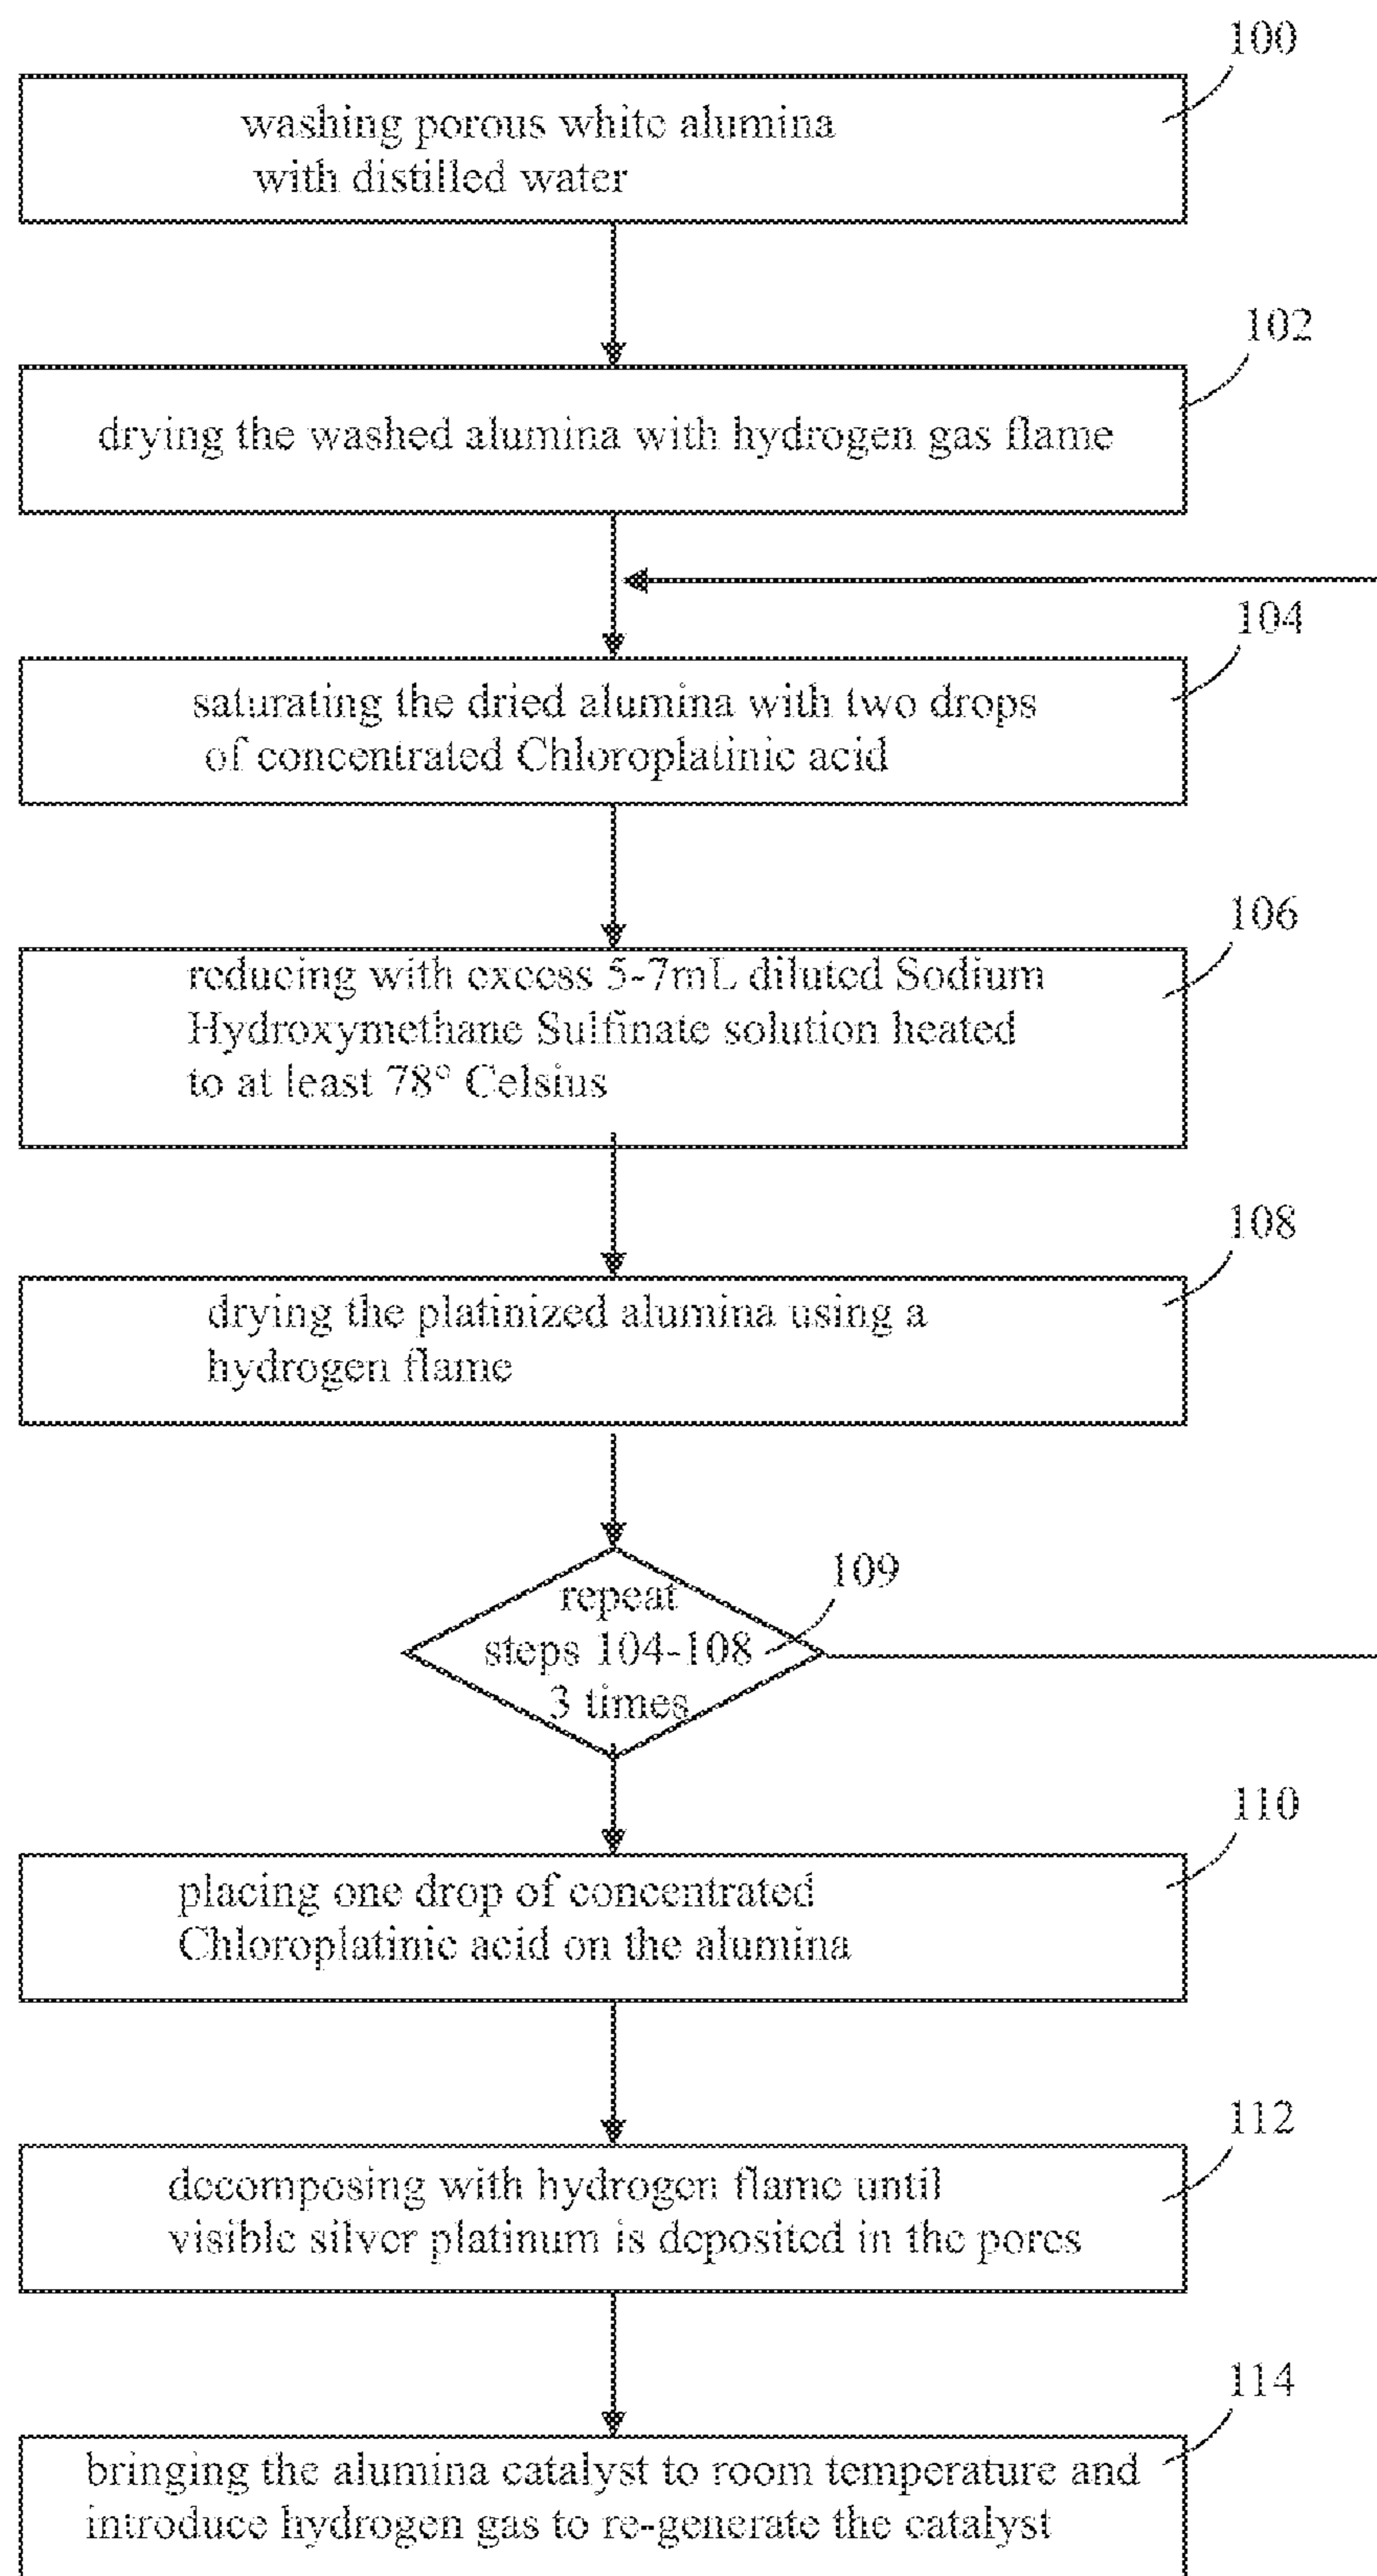 100
washing porous white alumina
with distilled water
102
drying the washed alumina with hydrogen gas flame
104
saturating the dried alumina with two drops
of concentrated Chloroplatinic acid
106
reducing with excess 5-7mL diluted Sodium
Hydroxymethane Sulfinate solution heated
to at least 78° Celsius
108
drying the platinized alumina using a
hydrogen flame
109
repeat
steps 104-108
3 times
110
placing one drop of concentrated
Chloroplatinic acid on the alumina
112
decomposing with hydrogen flame until
visible silver platinum is deposited in the pores
114
bringing the alumina catalyst to room temperature and
introduce hydrogen gas to re-generate the catalyst